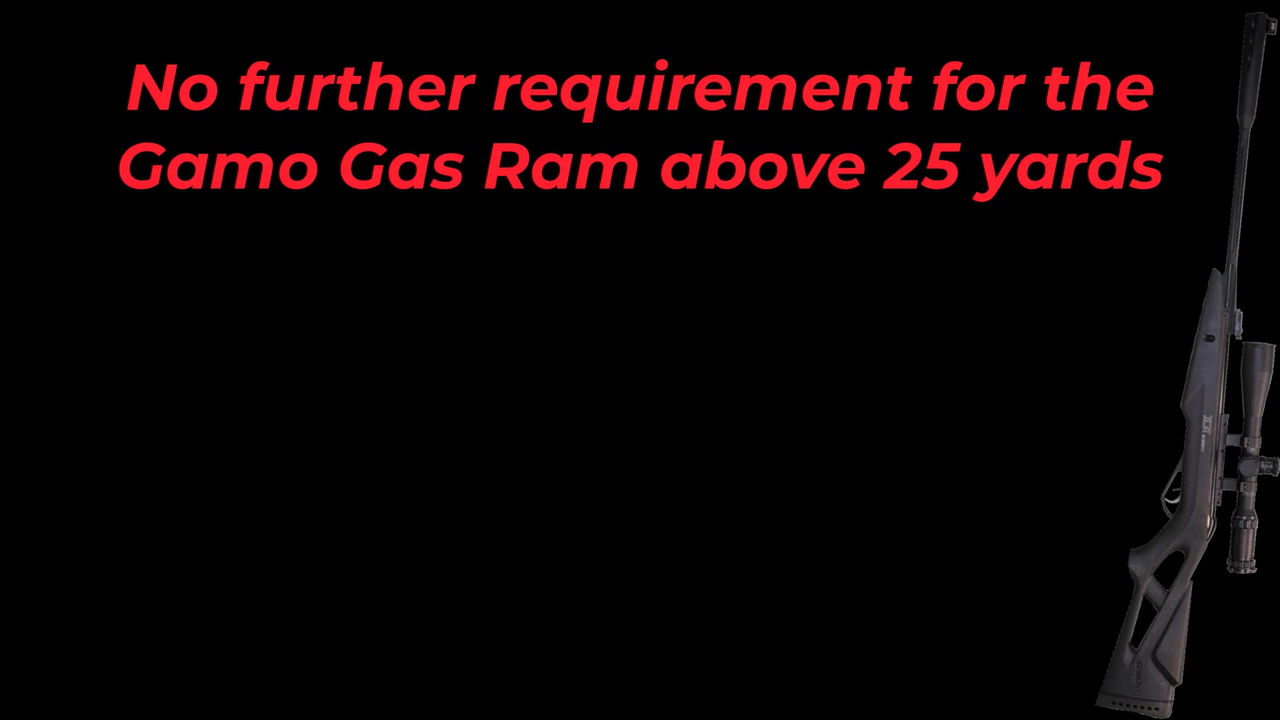 No further requirement for the
Gamo Gas Ram above 25 yards